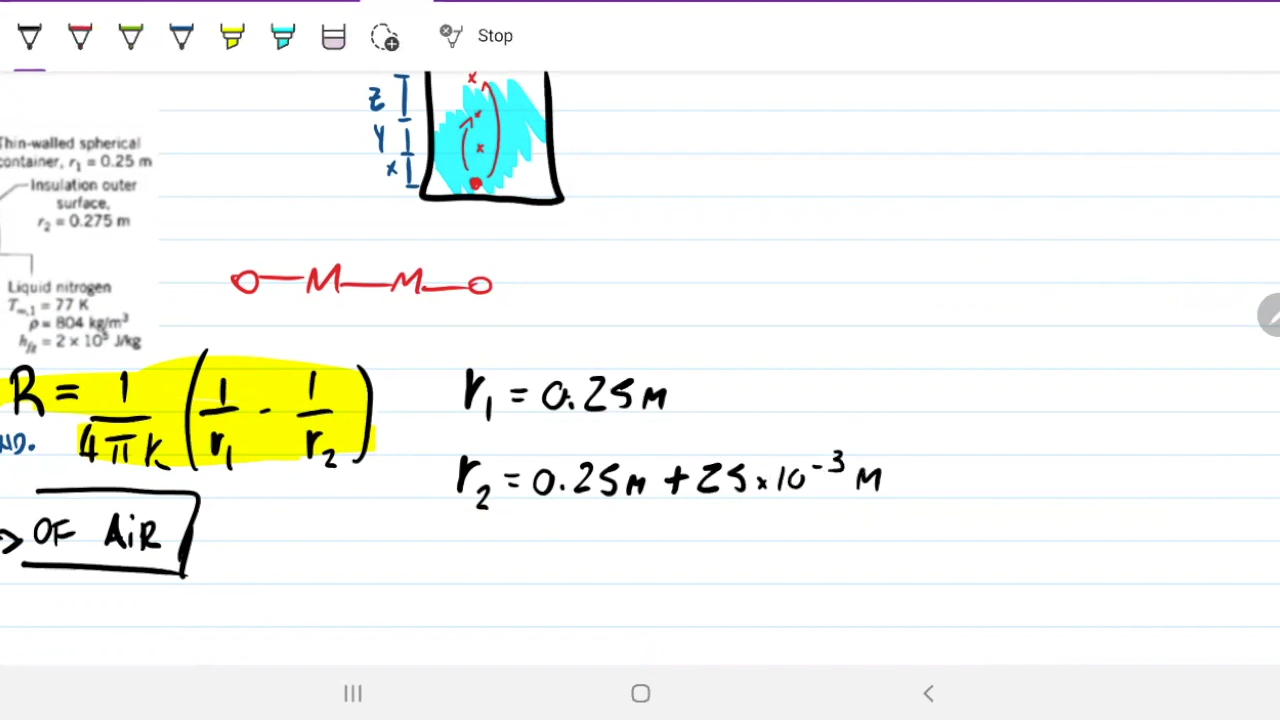 Stop
Z
Y
x
Thin-walled spherical
container, r₁ = 0.25 m
Insulation outer
surface,
r₂ = 0.275 m
Liquid nitrogen
T∞,1 = 77 K
ρ = 804 kg/m³
h_fg = 2 × 10⁵ J/kg
R = 1/(4πk) (1/r₁ - 1/r₂)
ND.
r₁ = 0.25 M
r₂ = 0.25 M + 25 × 10⁻³ M
OF AiR